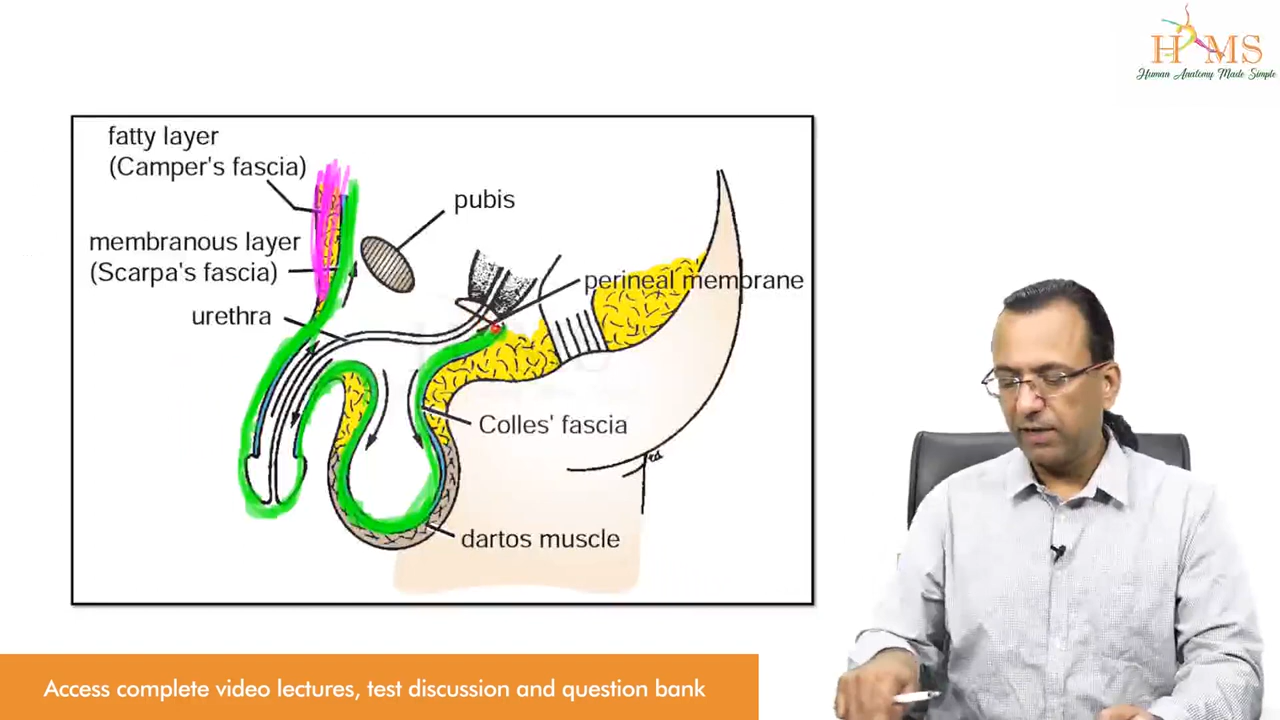 HAMS
Human Anatomy Made Simple
fatty layer
(Camper's fascia)
pubis
membranous layer
(Scarpa's fascia)
perineal membrane
urethra
Colles' fascia
dartos muscle
Access complete video lectures, test discussion and question bank